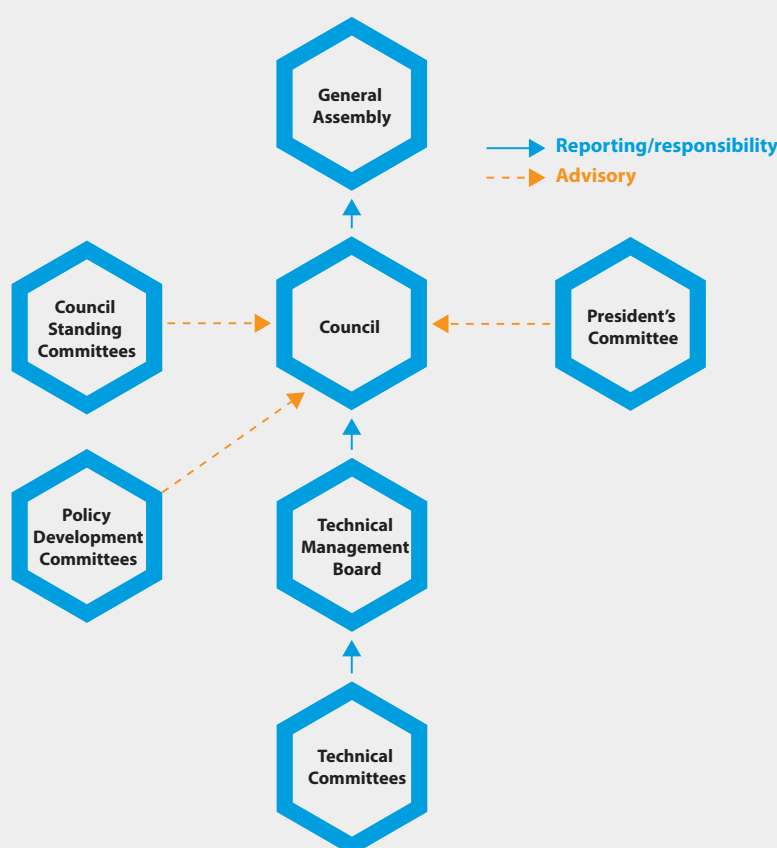 General
Assembly
Reporting/responsibility
Advisory
Council
Standing
Committees
Council
President's
Committee
Policy
Development
Committees
Technical
Management
Board
Technical
Committees